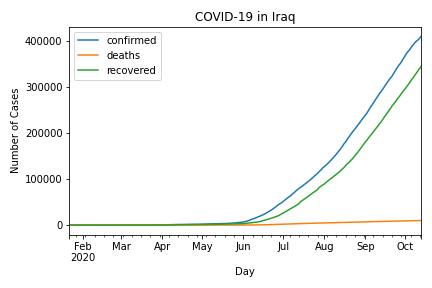 COVID-19 in Iraq
confirmed
deaths
recovered
Number of Cases
400000
300000
200000
100000
0
Feb Mar Apr May Jun Jul Aug Sep Oct
2020
Day